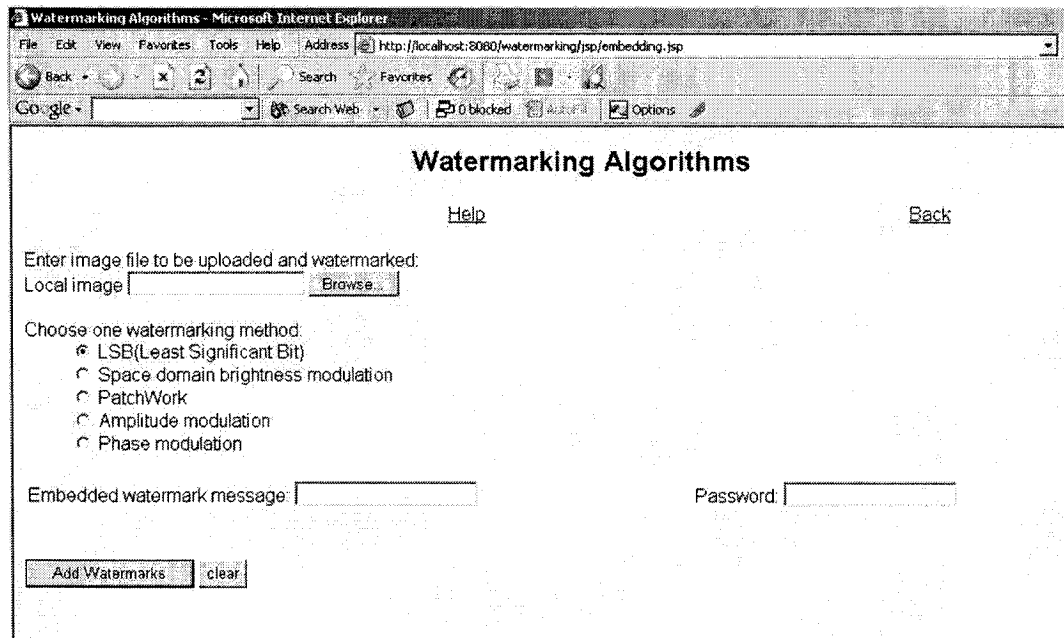 Watermarking Algorithms - Microsoft Internet Explorer
File Edit View Favorites Tools Help Address http://localhost:8080/watermarking/jsp/embedding.jsp
Back Search Favorites
Google Search Web 0 blocked AutoFill Options
Watermarking Algorithms
Help Back
Enter image file to be uploaded and watermarked:
Local image Browse...
Choose one watermarking method:
LSB(Least Significant Bit)
Space domain brightness modulation
PatchWork
Amplitude modulation
Phase modulation
Embedded watermark message: Password:
Add Watermarks clear